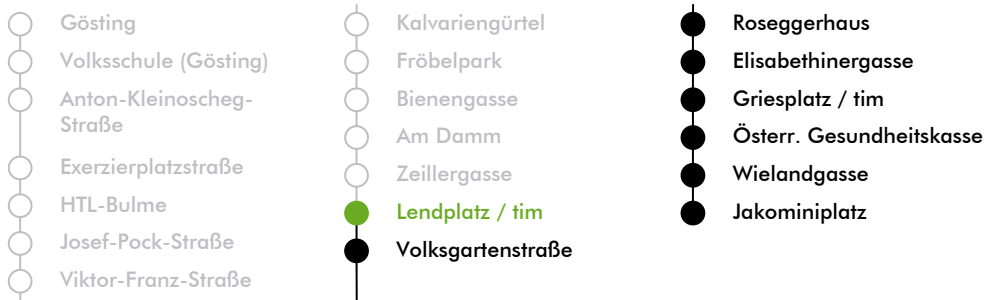 Gösting
Volksschule (Gösting)
Anton-Kleinoscheg-
Straße
Exerzierplatzstraße
HTL-Bulme
Josef-Pock-Straße
Viktor-Franz-Straße
Kalvariengürtel
Fröbelpark
Bienengasse
Am Damm
Zeillergasse
Lendplatz / tim
Volksgartenstraße
Roseggerhaus
Elisabethinergasse
Griesplatz / tim
Österr. Gesundheitskasse
Wielandgasse
Jakominiplatz